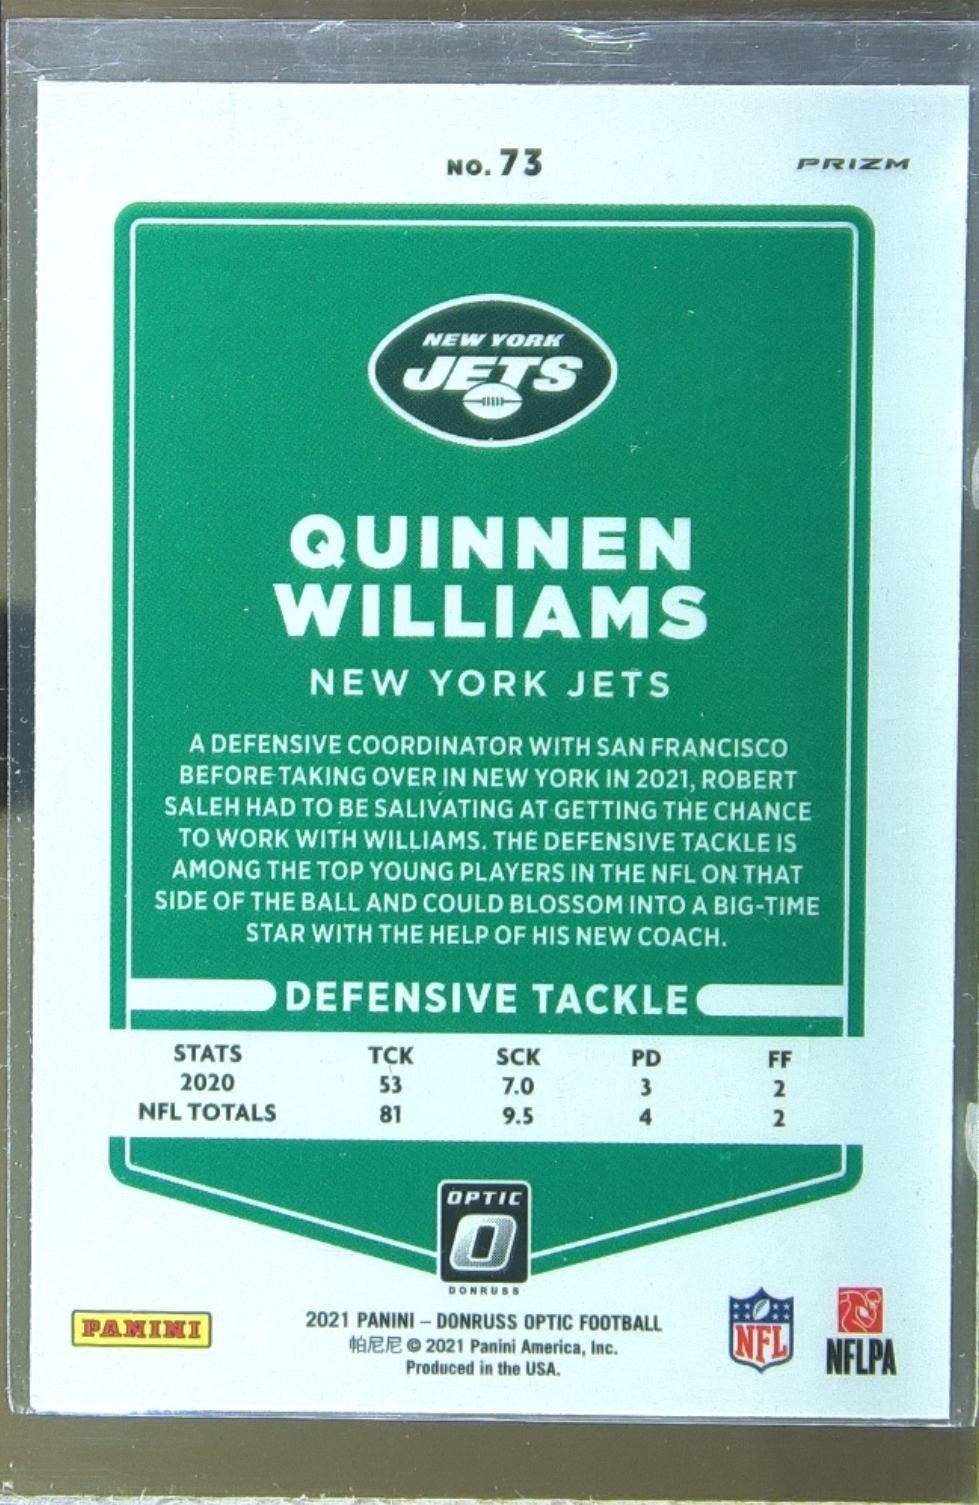 NO. 73
PRIZM
NEW YORK
JETS
QUINNEN
WILLIAMS
NEW YORK JETS
A DEFENSIVE COORDINATOR WITH SAN FRANCISCO
BEFORE TAKING OVER IN NEW YORK IN 2021, ROBERT
SALEH HAD TO BE SALIVATING AT GETTING THE CHANCE
TO WORK WITH WILLIAMS. THE DEFENSIVE TACKLE IS
AMONG THE TOP YOUNG PLAYERS IN THE NFL ON THAT
SIDE OF THE BALL AND COULD BLOSSOM INTO A BIG-TIME
STAR WITH THE HELP OF HIS NEW COACH.
DEFENSIVE TACKLE
STATS TCK SCK PD FF
2020 53 7.0 3 2
NFL TOTALS 81 9.5 4 2
OPTIC
O
DONRUSS
PANINI
2021 PANINI – DONRUSS OPTIC FOOTBALL
帕尼尼 © 2021 Panini America, Inc.
Produced in the USA.
NFL
NFLPA